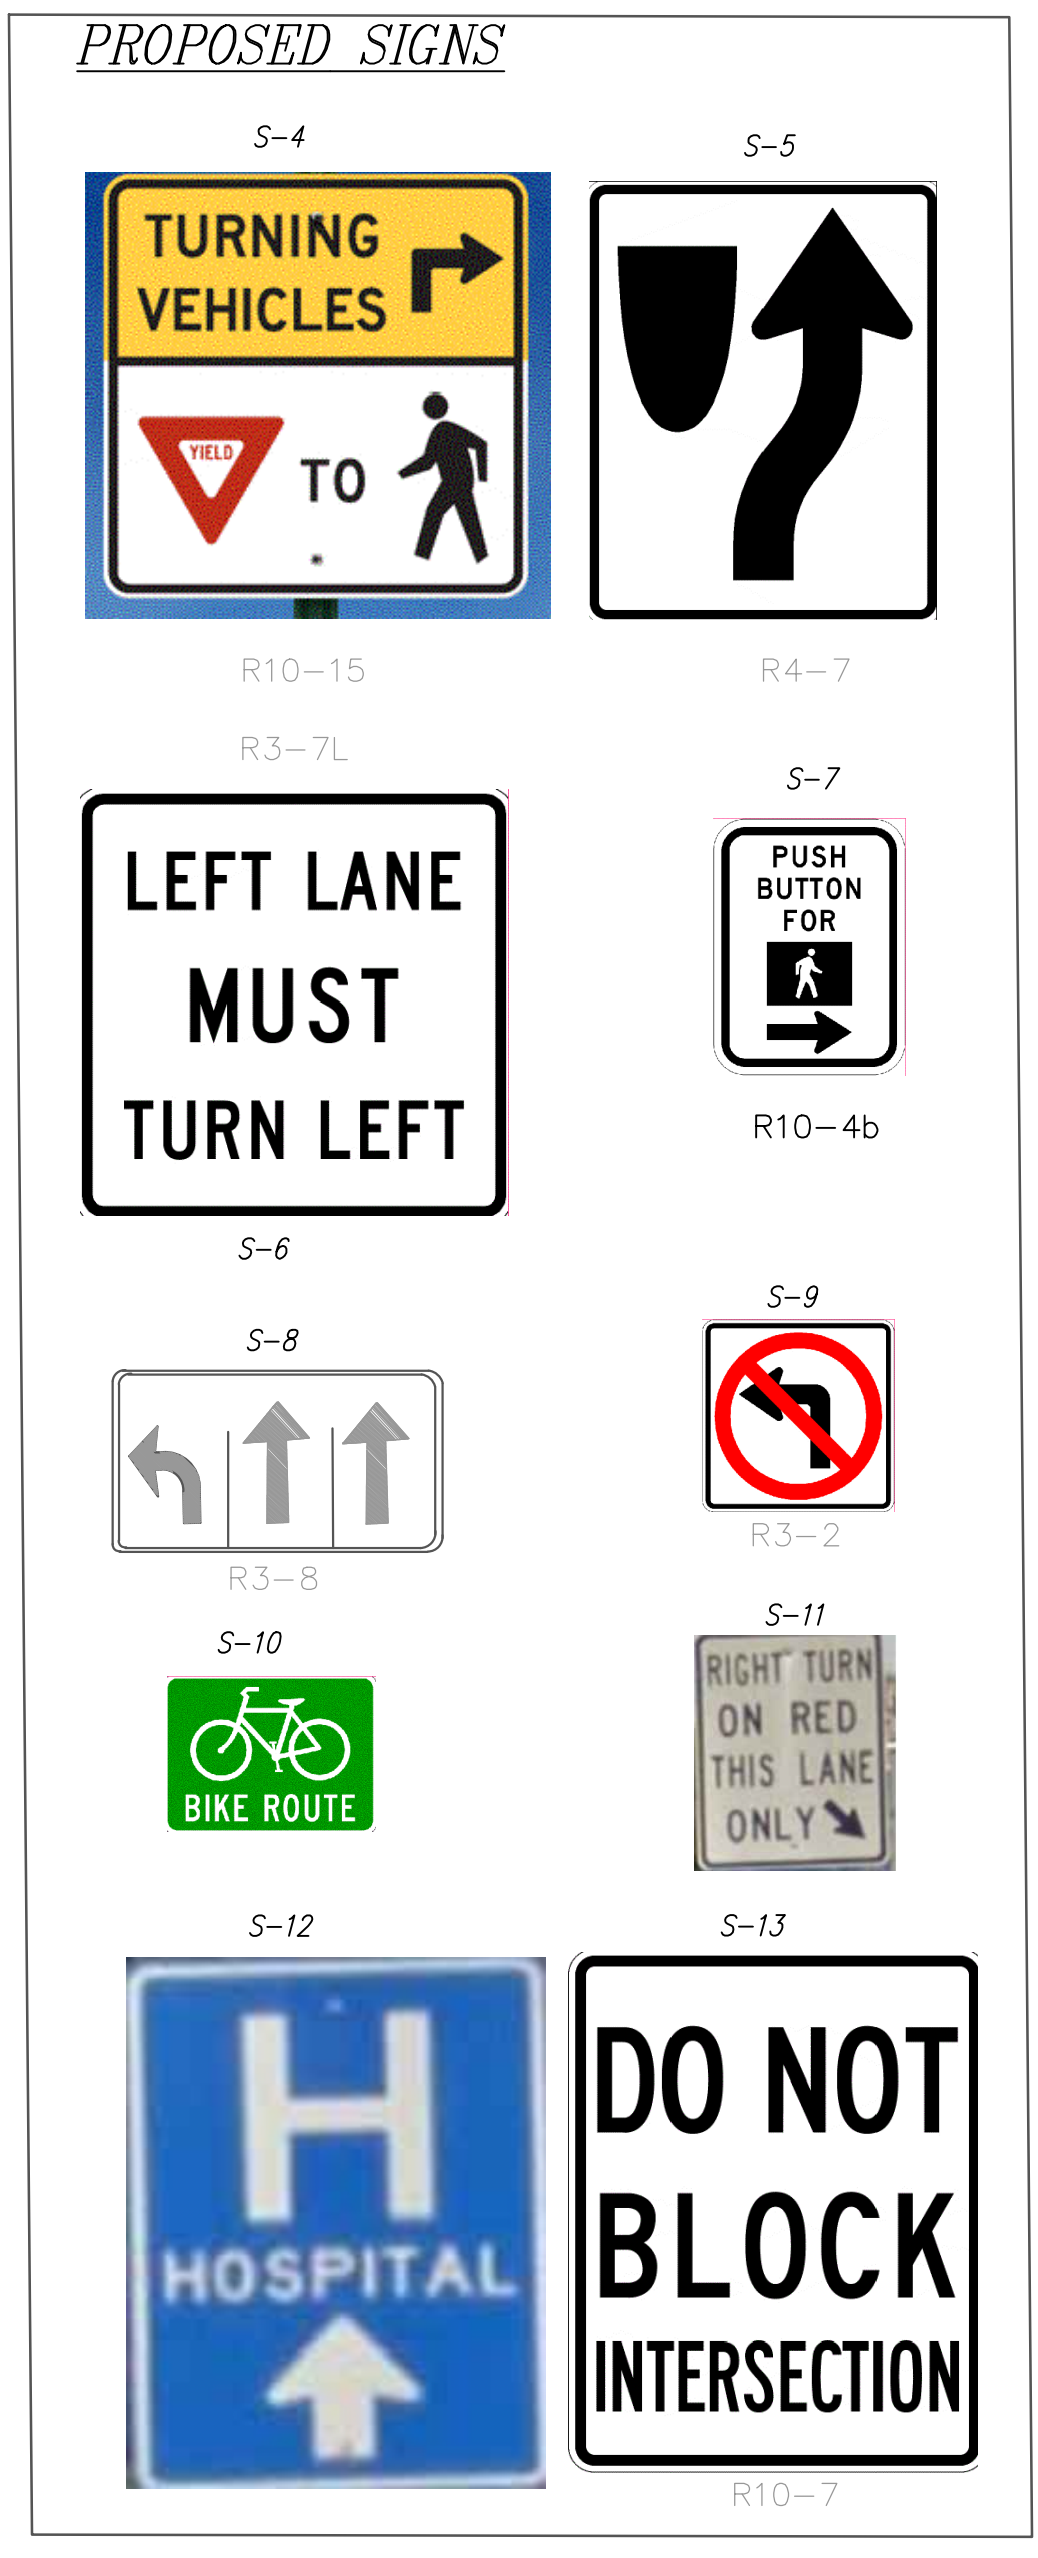 PROPOSED SIGNS
S-4
TURNING
VEHICLES
YIELD
TO
R10-15
S-5
R4-7
R3-7L
LEFT LANE
MUST
TURN LEFT
S-6
S-7
PUSH
BUTTON
FOR
R10-4b
S-8
R3-8
S-9
R3-2
S-10
BIKE ROUTE
S-11
RIGHT TURN
ON RED
THIS LANE
ONLY
S-12
H
HOSPITAL
S-13
DO NOT
BLOCK
INTERSECTION
R10-7